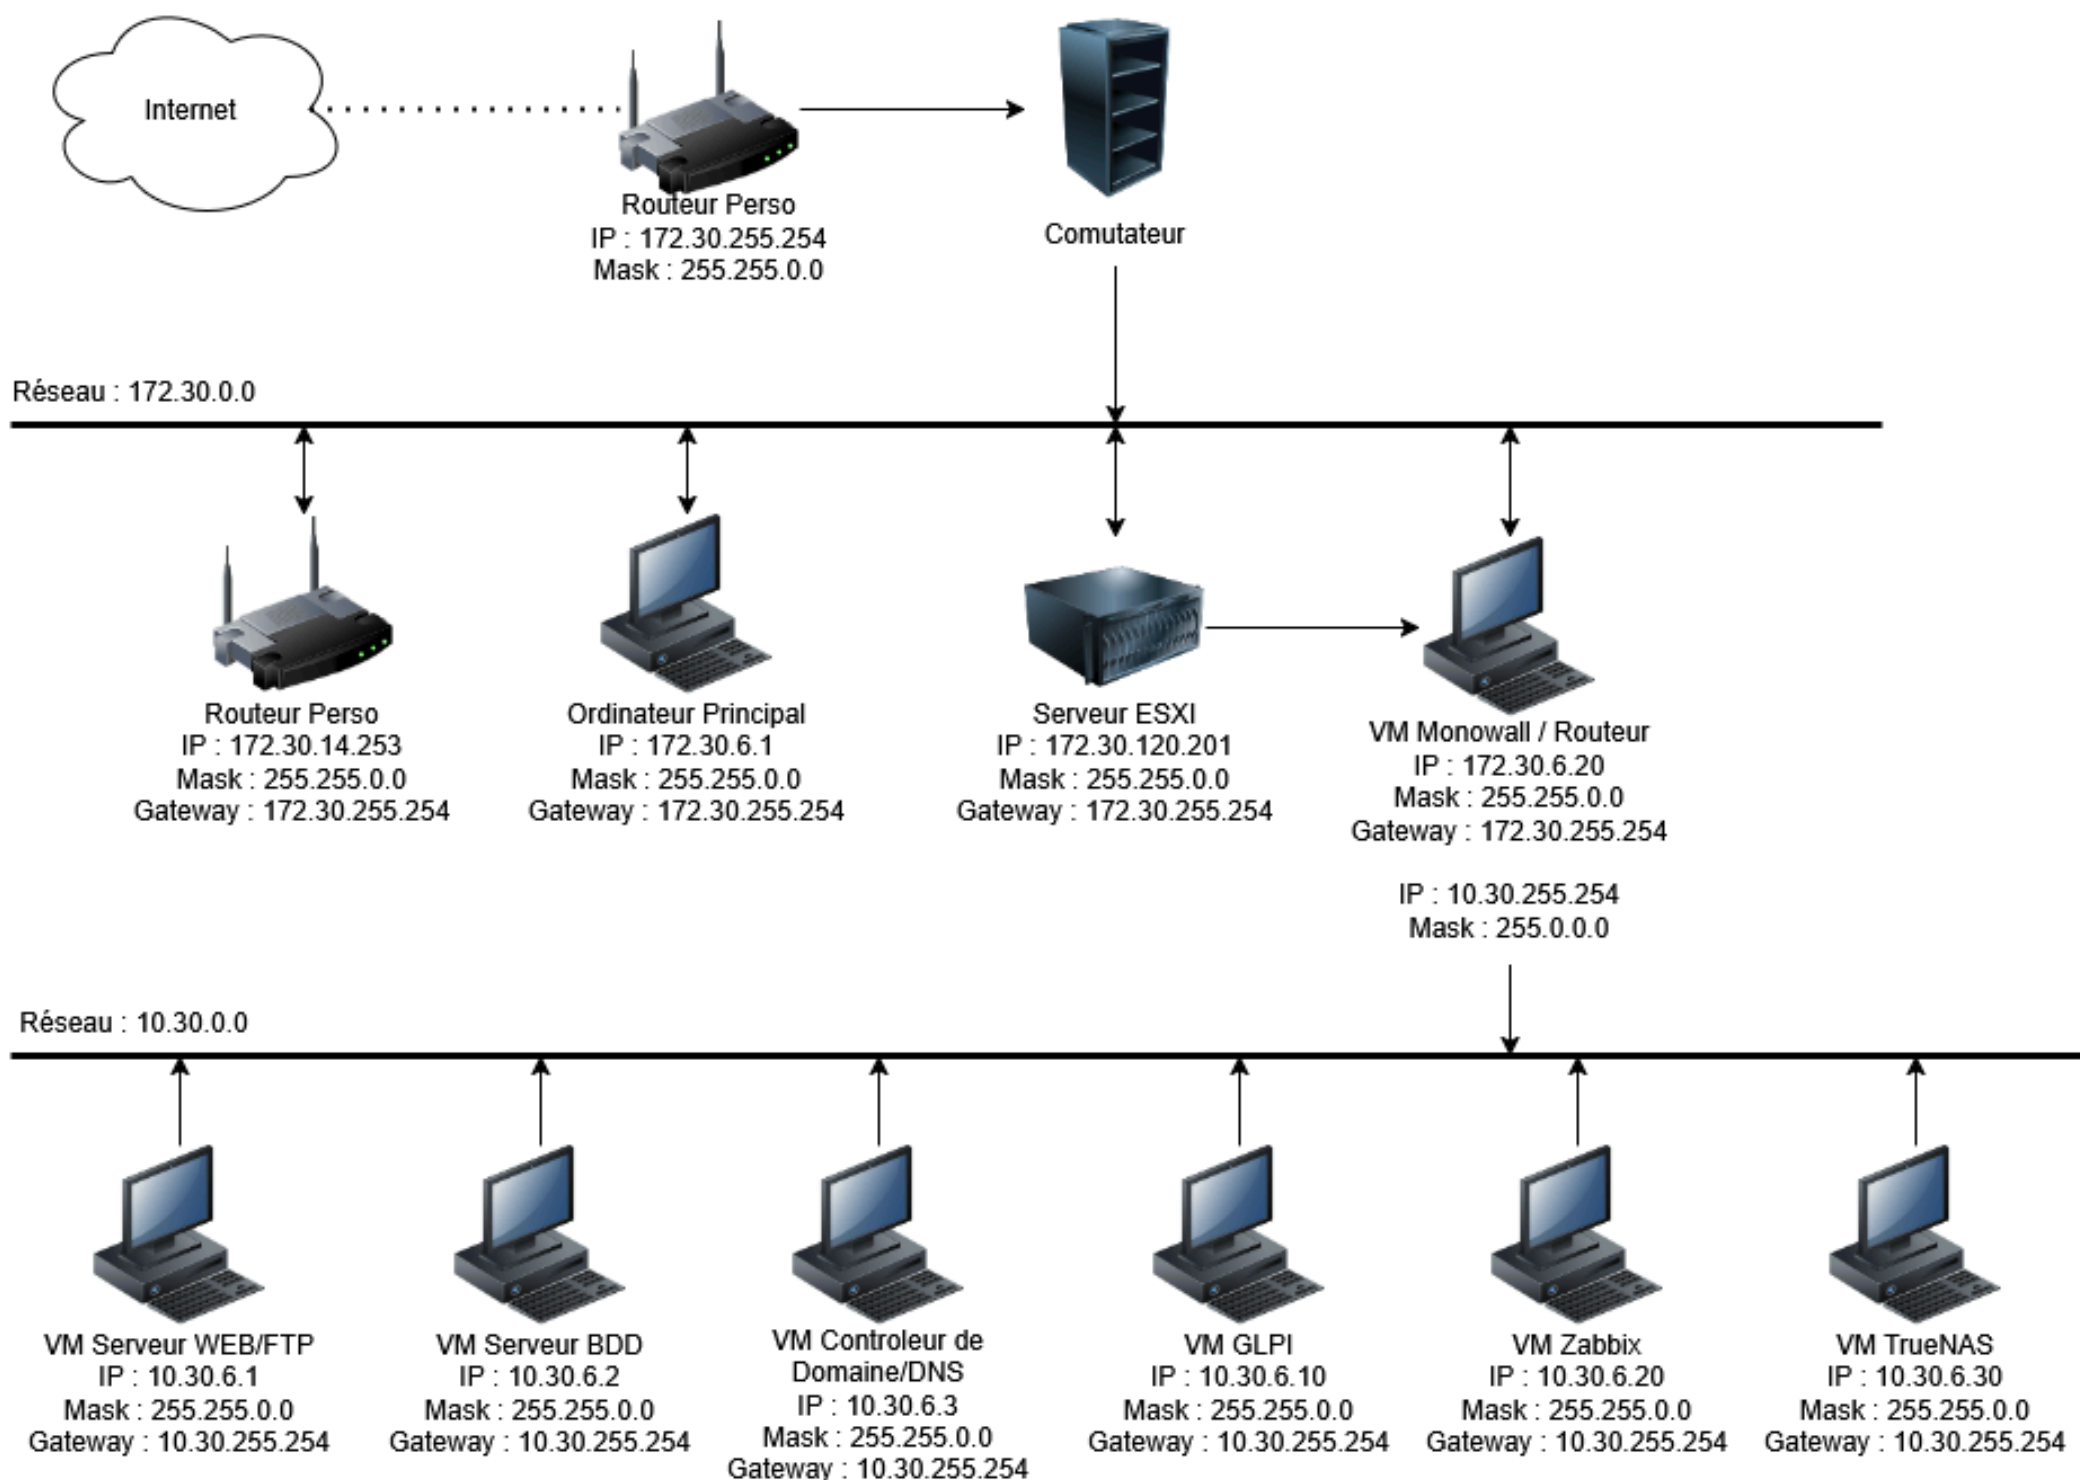 Internet
Routeur Perso
IP : 172.30.255.254
Mask : 255.255.0.0
Comutateur
Réseau : 172.30.0.0
Routeur Perso
IP : 172.30.14.253
Mask : 255.255.0.0
Gateway : 172.30.255.254
Ordinateur Principal
IP : 172.30.6.1
Mask : 255.255.0.0
Gateway : 172.30.255.254
Serveur ESXI
IP : 172.30.120.201
Mask : 255.255.0.0
Gateway : 172.30.255.254
VM Monowall / Routeur
IP : 172.30.6.20
Mask : 255.255.0.0
Gateway : 172.30.255.254
IP : 10.30.255.254
Mask : 255.0.0.0
Réseau : 10.30.0.0
VM Serveur WEB/FTP
IP : 10.30.6.1
Mask : 255.255.0.0
Gateway : 10.30.255.254
VM Serveur BDD
IP : 10.30.6.2
Mask : 255.255.0.0
Gateway : 10.30.255.254
VM Controleur de
Domaine/DNS
IP : 10.30.6.3
Mask : 255.255.0.0
Gateway : 10.30.255.254
VM GLPI
IP : 10.30.6.10
Mask : 255.255.0.0
Gateway : 10.30.255.254
VM Zabbix
IP : 10.30.6.20
Mask : 255.255.0.0
Gateway : 10.30.255.254
VM TrueNAS
IP : 10.30.6.30
Mask : 255.255.0.0
Gateway : 10.30.255.254